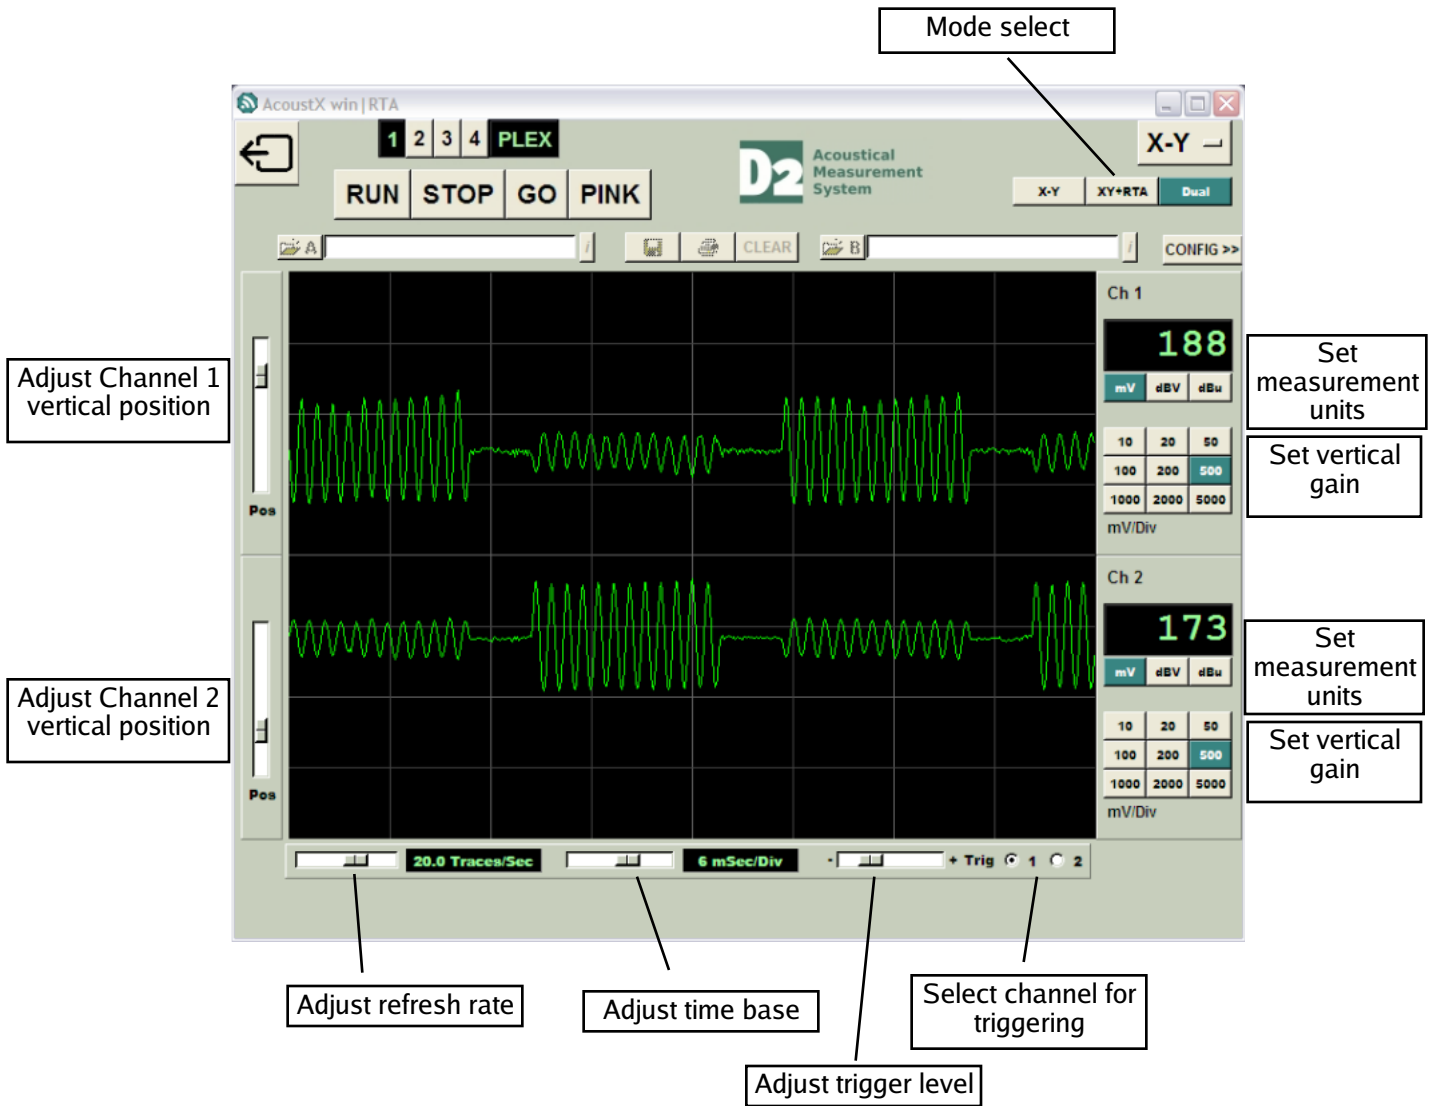 Mode select
AcoustX win|RTA
1 2 3 4 PLEX
RUN STOP GO PINK
D2 Acoustical
Measurement
System
X-Y
X-Y XY+RTA Dual
A i CLEAR B i CONFIG >>
Ch 1
188
mV dBV dBu
10 20 50
100 200 500
1000 2000 5000
mV/Div
Adjust Channel 1
vertical position
Pos
Set
measurement
units
Set vertical
gain
Ch 2
173
mV dBV dBu
10 20 50
100 200 500
1000 2000 5000
mV/Div
Adjust Channel 2
vertical position
Pos
Set
measurement
units
Set vertical
gain
20.0 Traces/Sec 6 mSec/Div - + Trig 1 2
Adjust refresh rate
Adjust time base
Select channel for
triggering
Adjust trigger level